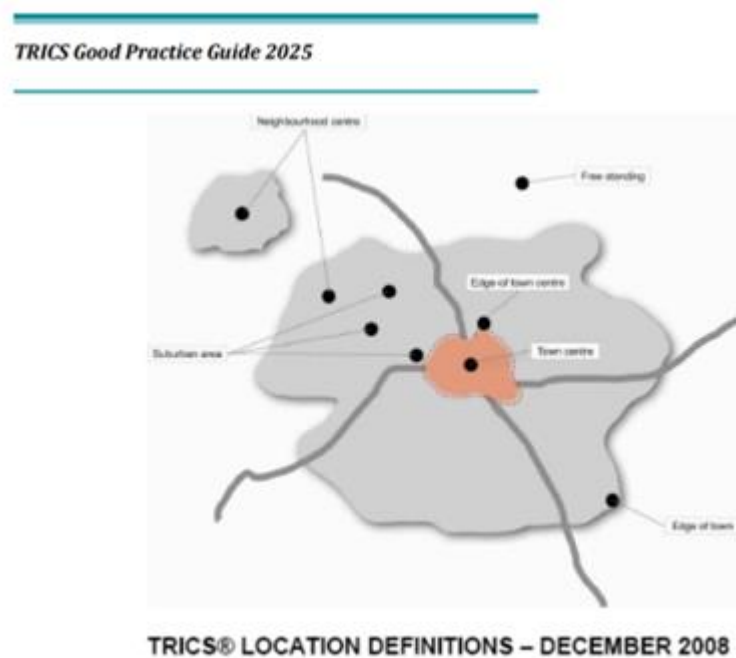 TRICS Good Practice Guide 2025
Neighbourhood centre
Free standing
Edge of town centre
Suburban area
Town centre
Edge of town
TRICS® LOCATION DEFINITIONS – DECEMBER 2008